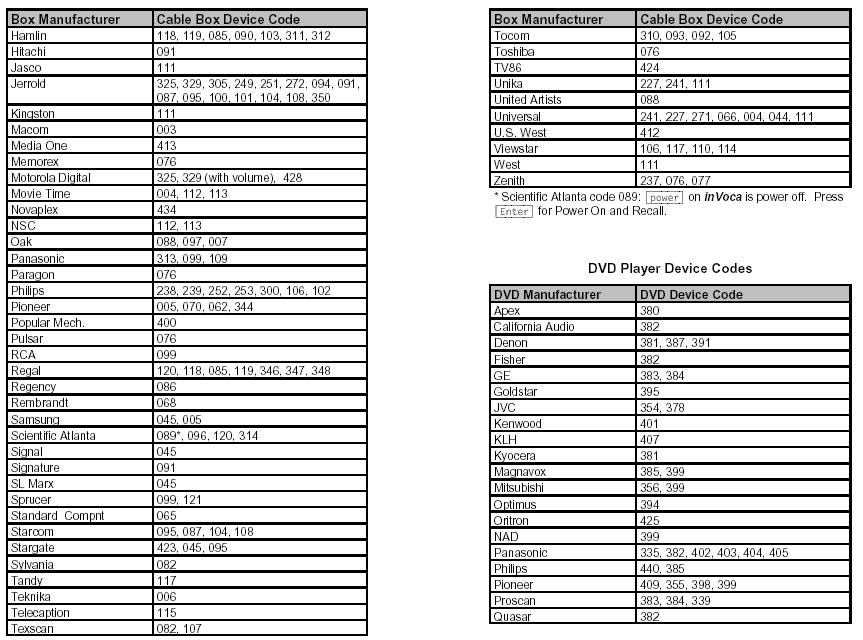 Box Manufacturer Cable Box Device Code
Hamlin 118, 119, 085, 090, 103, 311, 312
Hitachi 091
Jasco 111
Jerrold 325, 329, 305, 249, 251, 272, 094, 091,
087, 095, 100, 101, 104, 108, 350
Kingston 111
Macom 003
Media One 413
Memorex 076
Motorola Digital 325, 329 (with volume), 428
Movie Time 004, 112, 113
Novaplex 434
NSC 112, 113
Oak 088, 097, 007
Panasonic 313, 099, 109
Paragon 076
Philips 238, 239, 252, 253, 300, 106, 102
Pioneer 005, 070, 062, 344
Popular Mech. 400
Pulsar 076
RCA 099
Regal 120, 118, 085, 119, 346, 347, 348
Regency 086
Rembrandt 068
Samsung 045, 005
Scientific Atlanta 089*, 096, 120, 314
Signal 045
Signature 091
SL Marx 045
Sprucer 099, 121
Standard Compnt 065
Starcom 095, 087, 104, 108
Stargate 423, 045, 095
Sylvania 082
Tandy 117
Teknika 006
Telecaption 115
Texscan 082, 107
Box Manufacturer Cable Box Device Code
Tocom 310, 093, 092, 105
Toshiba 076
TV86 424
Unika 227, 241, 111
United Artists 088
Universal 241, 227, 271, 066, 004, 044, 111
U.S. West 412
Viewstar 106, 117, 110, 114
West 111
Zenith 237, 076, 077
* Scientific Atlanta code 089: power on inVoca is power off. Press
Enter for Power On and Recall.
DVD Player Device Codes
DVD Manufacturer DVD Device Code
Apex 380
California Audio 382
Denon 381, 387, 391
Fisher 382
GE 383, 384
Goldstar 395
JVC 354, 378
Kenwood 401
KLH 407
Kyocera 381
Magnavox 385, 399
Mitsubishi 356, 399
Optimus 394
Oritron 425
NAD 399
Panasonic 335, 382, 402, 403, 404, 405
Philips 440, 385
Pioneer 409, 355, 398, 399
Proscan 383, 384, 339
Quasar 382